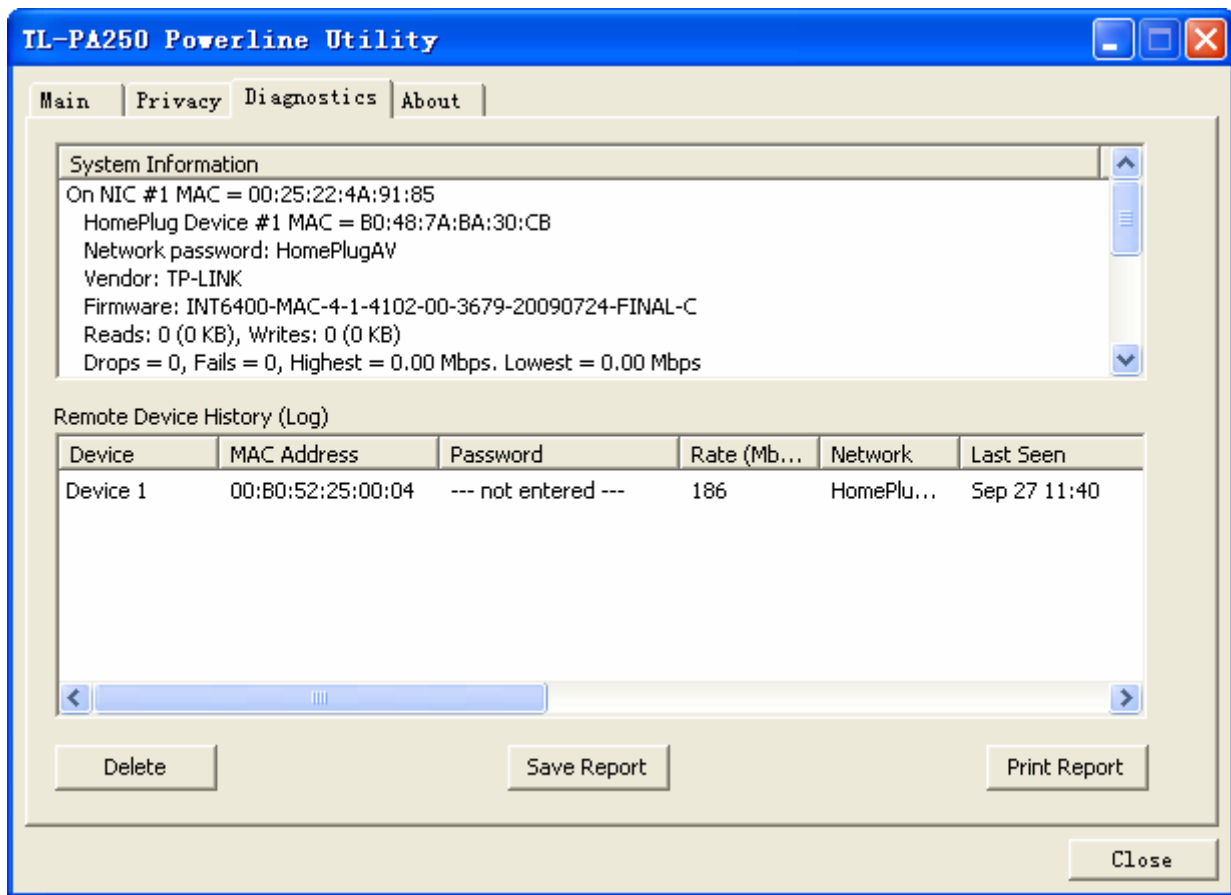 TL-PA250 Powerline Utility
Main Privacy Diagnostics About
System Information
On NIC #1 MAC = 00:25:22:4A:91:85
HomePlug Device #1 MAC = B0:48:7A:BA:30:CB
Network password: HomePlugAV
Vendor: TP-LINK
Firmware: INT6400-MAC-4-1-4102-00-3679-20090724-FINAL-C
Reads: 0 (0 KB), Writes: 0 (0 KB)
Drops = 0, Fails = 0, Highest = 0.00 Mbps. Lowest = 0.00 Mbps
Remote Device History (Log)
Device MAC Address Password Rate (Mb... Network Last Seen
Device 1 00:B0:52:25:00:04 --- not entered --- 186 HomePlu... Sep 27 11:40
Delete Save Report Print Report
Close